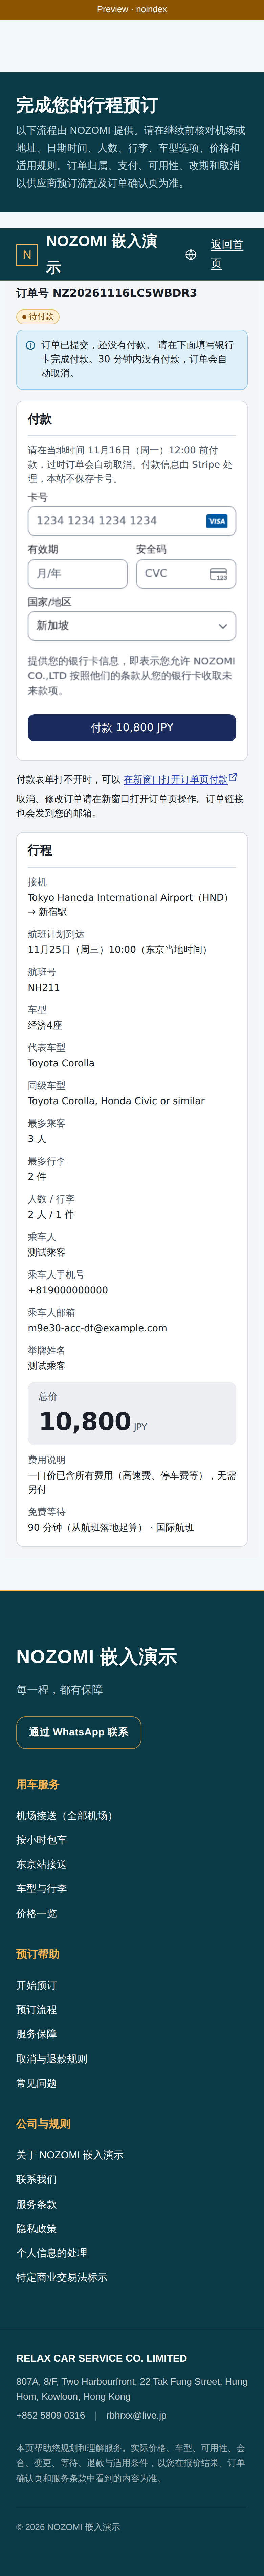 Preview · noindex
完成您的行程预订
以下流程由 NOZOMI 提供。请在继续前核对机场或
地址、日期时间、人数、行李、车型选项、价格和
适用规则。订单归属、支付、可用性、改期和取消
以供应商预订流程及订单确认页为准。
N
NOZOMI 嵌入演
示
返回首
页
订单号 NZ20261116LC5WBDR3
待付款
订单已提交，还没有付款。 请在下面填写银行
卡完成付款。30 分钟内没有付款，订单会自
动取消。
付款
请在当地时间 11月16日（周一）12:00 前付
款，过时订单会自动取消。付款信息由 Stripe 处
理，本站不保存卡号。
卡号
1234 1234 1234 1234
VISA
有效期
安全码
月/年
CVC
123
国家/地区
新加坡
提供您的银行卡信息，即表示您允许 NOZOMI
CO.,LTD 按照他们的条款从您的银行卡收取未
来款项。
付款 10,800 JPY
付款表单打不开时，可以 在新窗口打开订单页付款
取消、修改订单请在新窗口打开订单页操作。订单链接
也会发到您的邮箱。
行程
接机
Tokyo Haneda International Airport（HND）
→ 新宿駅
航班计划到达
11月25日（周三）10:00（东京当地时间）
航班号
NH211
车型
经济4座
代表车型
Toyota Corolla
同级车型
Toyota Corolla, Honda Civic or similar
最多乘客
3 人
最多行李
2 件
人数 / 行李
2 人 / 1 件
乘车人
测试乘客
乘车人手机号
+819000000000
乘车人邮箱
m9e30-acc-dt@example.com
举牌姓名
测试乘客
总价
10,800 JPY
费用说明
一口价已含所有费用（高速费、停车费等），无需
另付
免费等待
90 分钟（从航班落地起算） · 国际航班
NOZOMI 嵌入演示
每一程，都有保障
通过 WhatsApp 联系
用车服务
机场接送（全部机场）
按小时包车
东京站接送
车型与行李
价格一览
预订帮助
开始预订
预订流程
服务保障
取消与退款规则
常见问题
公司与规则
关于 NOZOMI 嵌入演示
联系我们
服务条款
隐私政策
个人信息的处理
特定商业交易法标示
RELAX CAR SERVICE CO. LIMITED
807A, 8/F, Two Harbourfront, 22 Tak Fung Street, Hung
Hom, Kowloon, Hong Kong
+852 5809 0316 | rbhrxx@live.jp
本页帮助您规划和理解服务。实际价格、车型、可用性、会
合、变更、等待、退款与适用条件，以您在报价结果、订单
确认页和服务条款中看到的内容为准。
© 2026 NOZOMI 嵌入演示